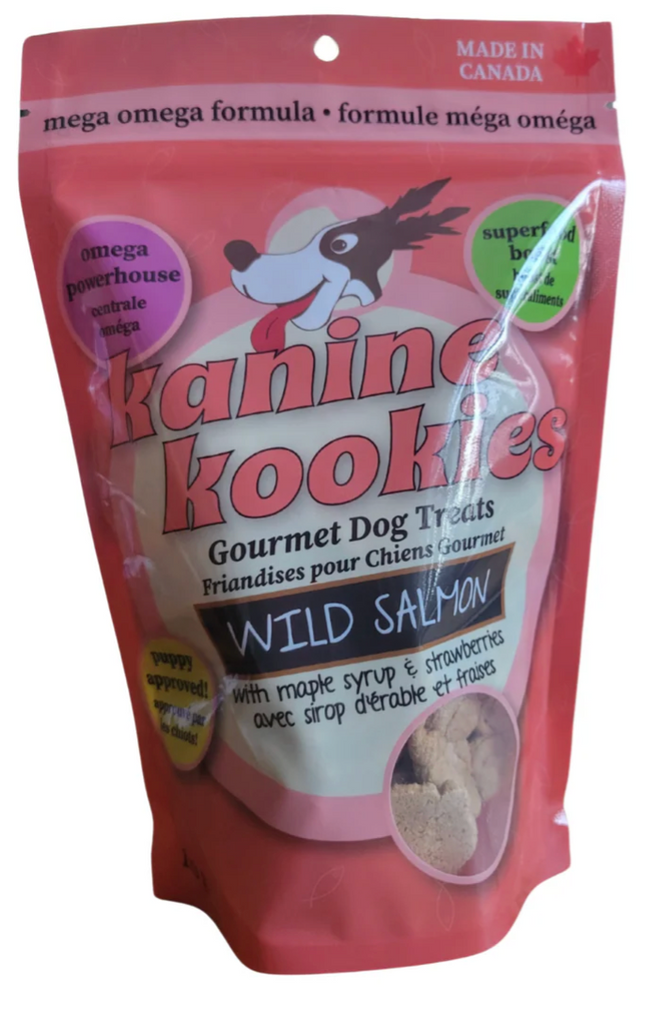 MADE IN
CANADA
mega omega formula • formule méga oméga
omega
powerhouse
centrale
oméga
kanine
kookies
Gourmet Dog Treats
Friandises pour Chiens Gourmet
WILD SALMON
with maple syrup & strawberries
avec sirop d'érable et fraises
puppy
approved!